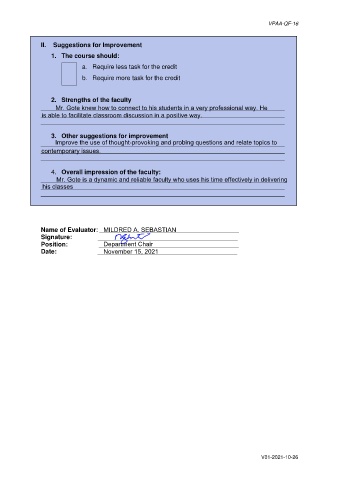 VPAA-QF-16
II. Suggestions for Improvement
1. The course should:
a. Require less task for the credit
b. Require more task for the credit
2. Strengths of the faculty
Mr. Gote knew how to connect to his students in a very professional way. He
is able to facilitate classroom discussion in a positive way.
3. Other suggestions for improvement
Improve the use of thought-provoking and probing questions and relate topics to
contemporary issues.
4. Overall impression of the faculty:
Mr. Gote is a dynamic and reliable faculty who uses his time effectively in delivering
his classes
Name of Evaluator: MILDRED A. SEBASTIAN
Signature:
Position: Department Chair
Date: November 15, 2021
V01-2021-10-26